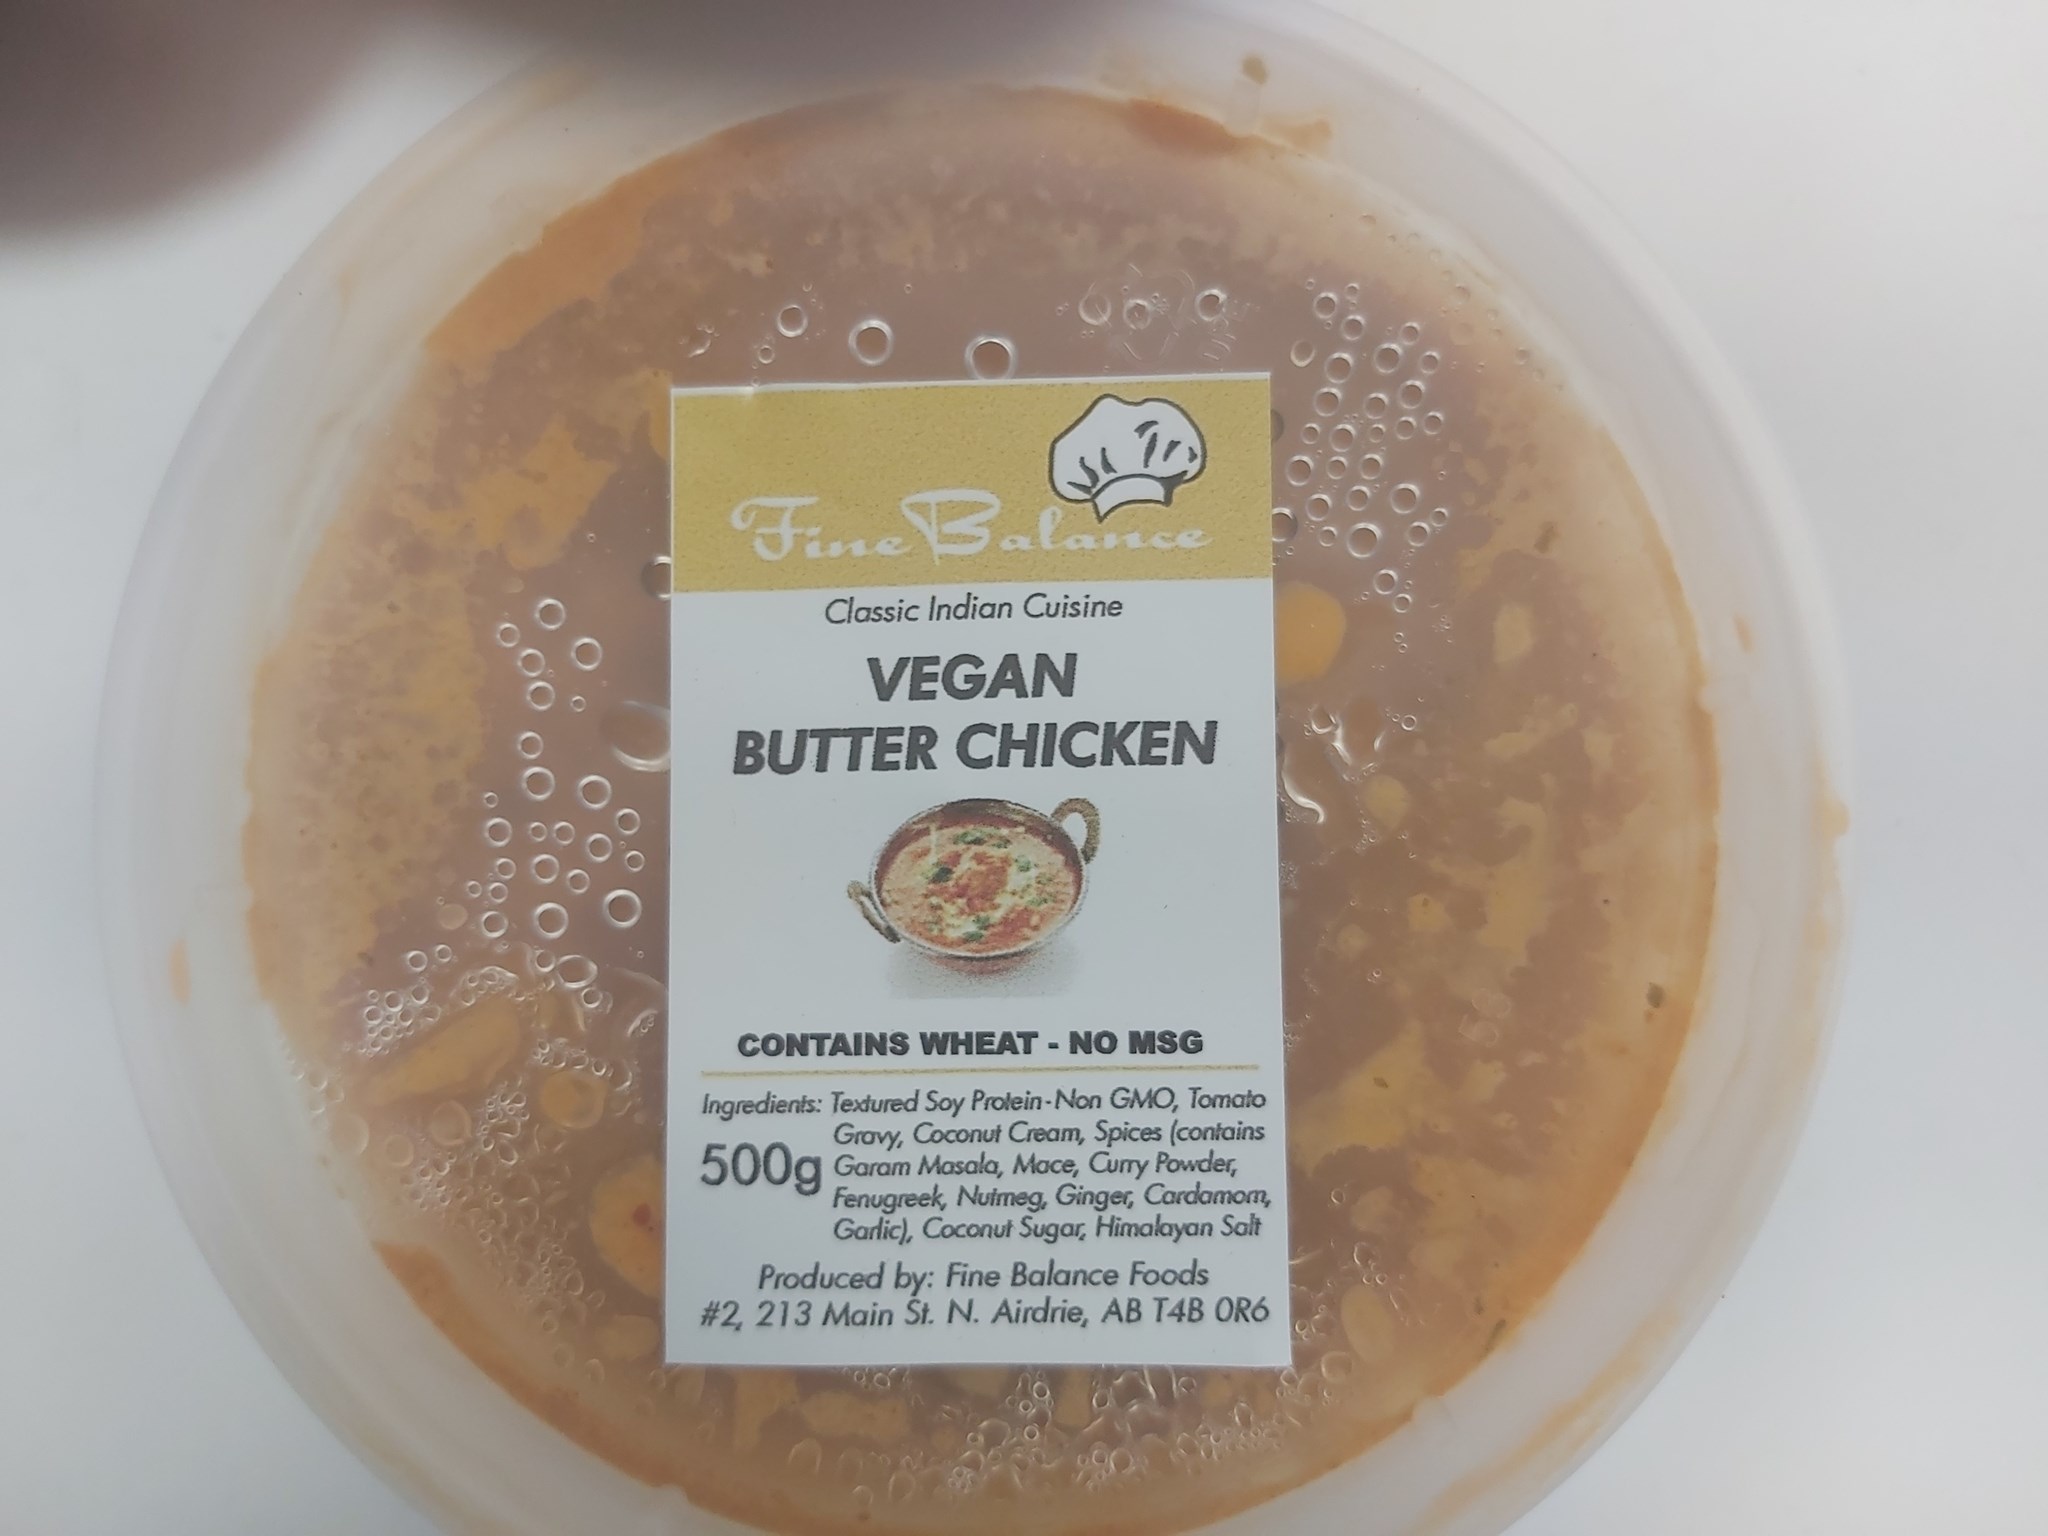 Fine Balance
Classic Indian Cuisine
VEGAN
BUTTER CHICKEN
CONTAINS WHEAT - NO MSG
Ingredients: Textured Soy Protein-Non GMO, Tomato
Gravy, Coconut Cream, Spices (contains
500g
Garam Masala, Mace, Curry Powder,
Fenugreek, Nutmeg, Ginger, Cardamom,
Garlic), Coconut Sugar, Himalayan Salt
Produced by: Fine Balance Foods
#2, 213 Main St. N. Airdrie, AB T4B 0R6